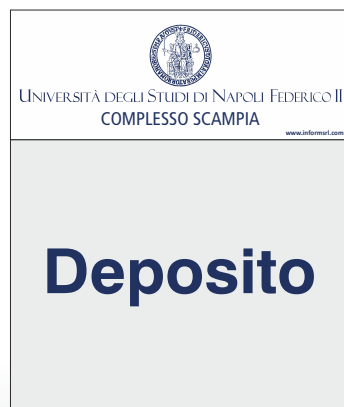 UNIVERSITÀ DEGLI STUDI DI NAPOLI FEDERICO II
COMPLESSO SCAMPIA
www.informsrl.com
Deposito